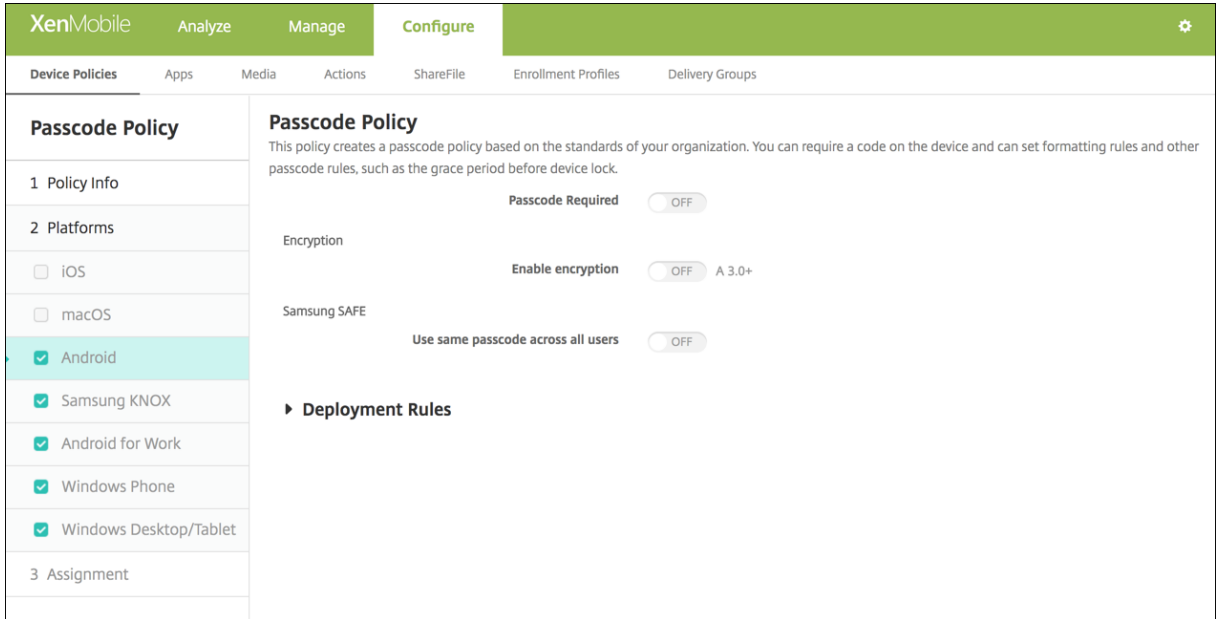 XenMobile Analyze Manage Configure
Device Policies Apps Media Actions ShareFile Enrollment Profiles Delivery Groups
Passcode Policy
1 Policy Info
2 Platforms
iOS
macOS
Android
Samsung KNOX
Android for Work
Windows Phone
Windows Desktop/Tablet
3 Assignment
Passcode Policy
This policy creates a passcode policy based on the standards of your organization. You can require a code on the device and can set formatting rules and other
passcode rules, such as the grace period before device lock.
Passcode Required OFF
Encryption
Enable encryption OFF A 3.0+
Samsung SAFE
Use same passcode across all users OFF
Deployment Rules